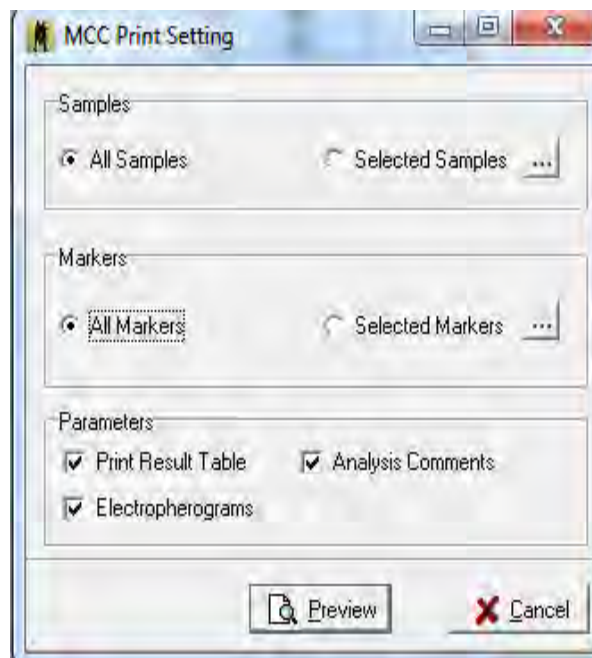 MCC Print Setting
Samples
All Samples Selected Samples ...
Markers
All Markers Selected Markers ...
Parameters
Print Result Table Analysis Comments
Electropherograms
Preview Cancel